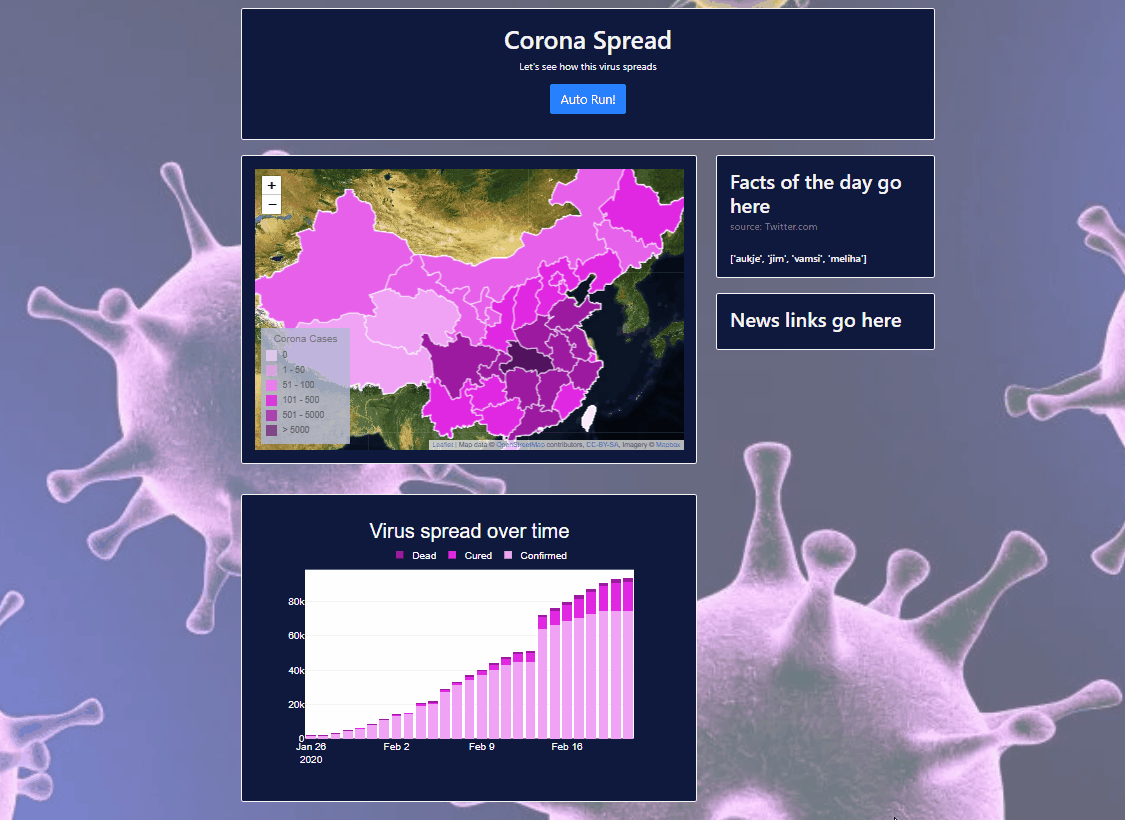 Corona Spread
Let's see how this virus spreads
Auto Run!
+
−
Corona Cases
0
1 - 50
51 - 100
101 - 500
501 - 5000
> 5000
Leaflet | Map data © OpenStreetMap contributors, CC-BY-SA, Imagery © Mapbox
Facts of the day go
here
source: Twitter.com
['aukje', 'jim', 'vamsi', 'meliha']
News links go here
Virus spread over time
Dead Cured Confirmed
80k
60k
40k
20k
0
Jan 26 Feb 2 Feb 9 Feb 16
2020